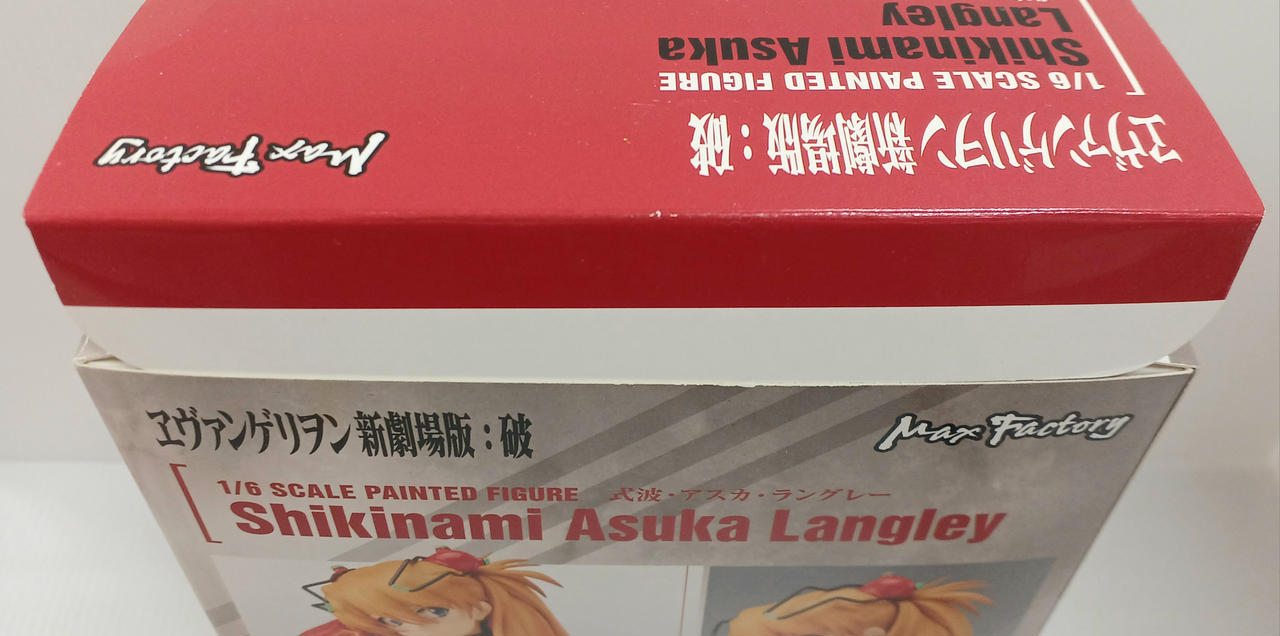 ヱヴァンゲリヲン新劇場版：破
1/6 SCALE PAINTED FIGURE
Shikinami Asuka
Langley
Max Factory
ヱヴァンゲリヲン新劇場版：破
Max Factory
1/6 SCALE PAINTED FIGURE 式波・アスカ・ラングレー
Shikinami Asuka Langley